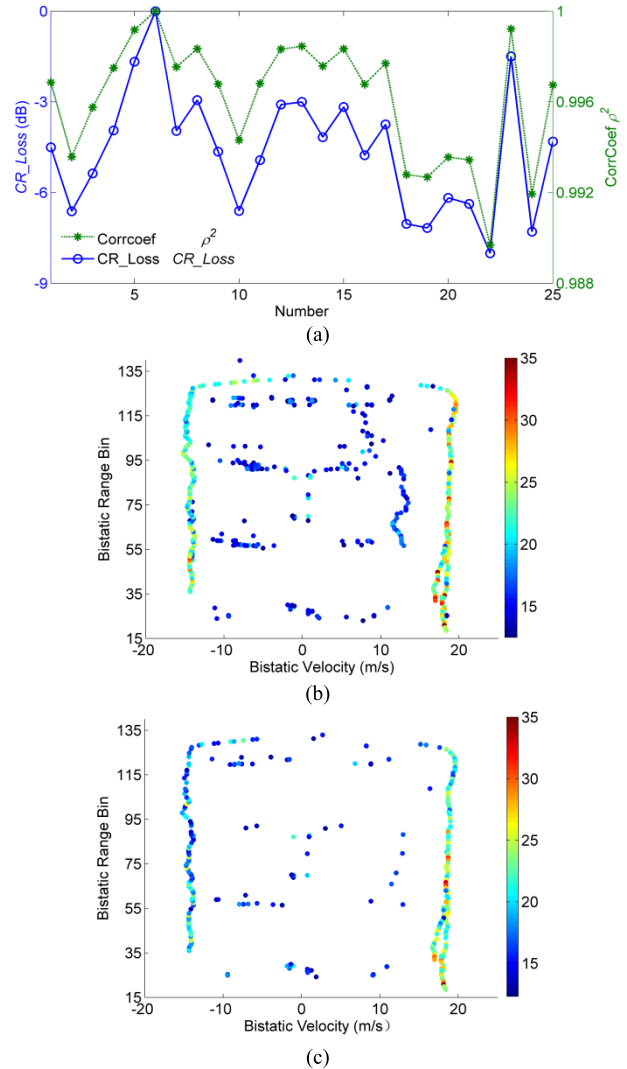 0
-3
-6
-9
CR_Loss (dB)
1
0.996
0.992
0.988
CorrCoef ρ²
Corrcoef ρ²
CR_Loss CR_Loss
1 5 10 15 20 25
Number
(a)
135
115
95
75
55
35
15
Bistatic Range Bin
-20 -10 0 10 20
Bistatic Velocity (m/s)
35
30
25
20
15
(b)
135
115
95
75
55
35
15
Bistatic Range Bin
-20 -10 0 10 20
Bistatic Velocity (m/s）
35
30
25
20
15
(c)